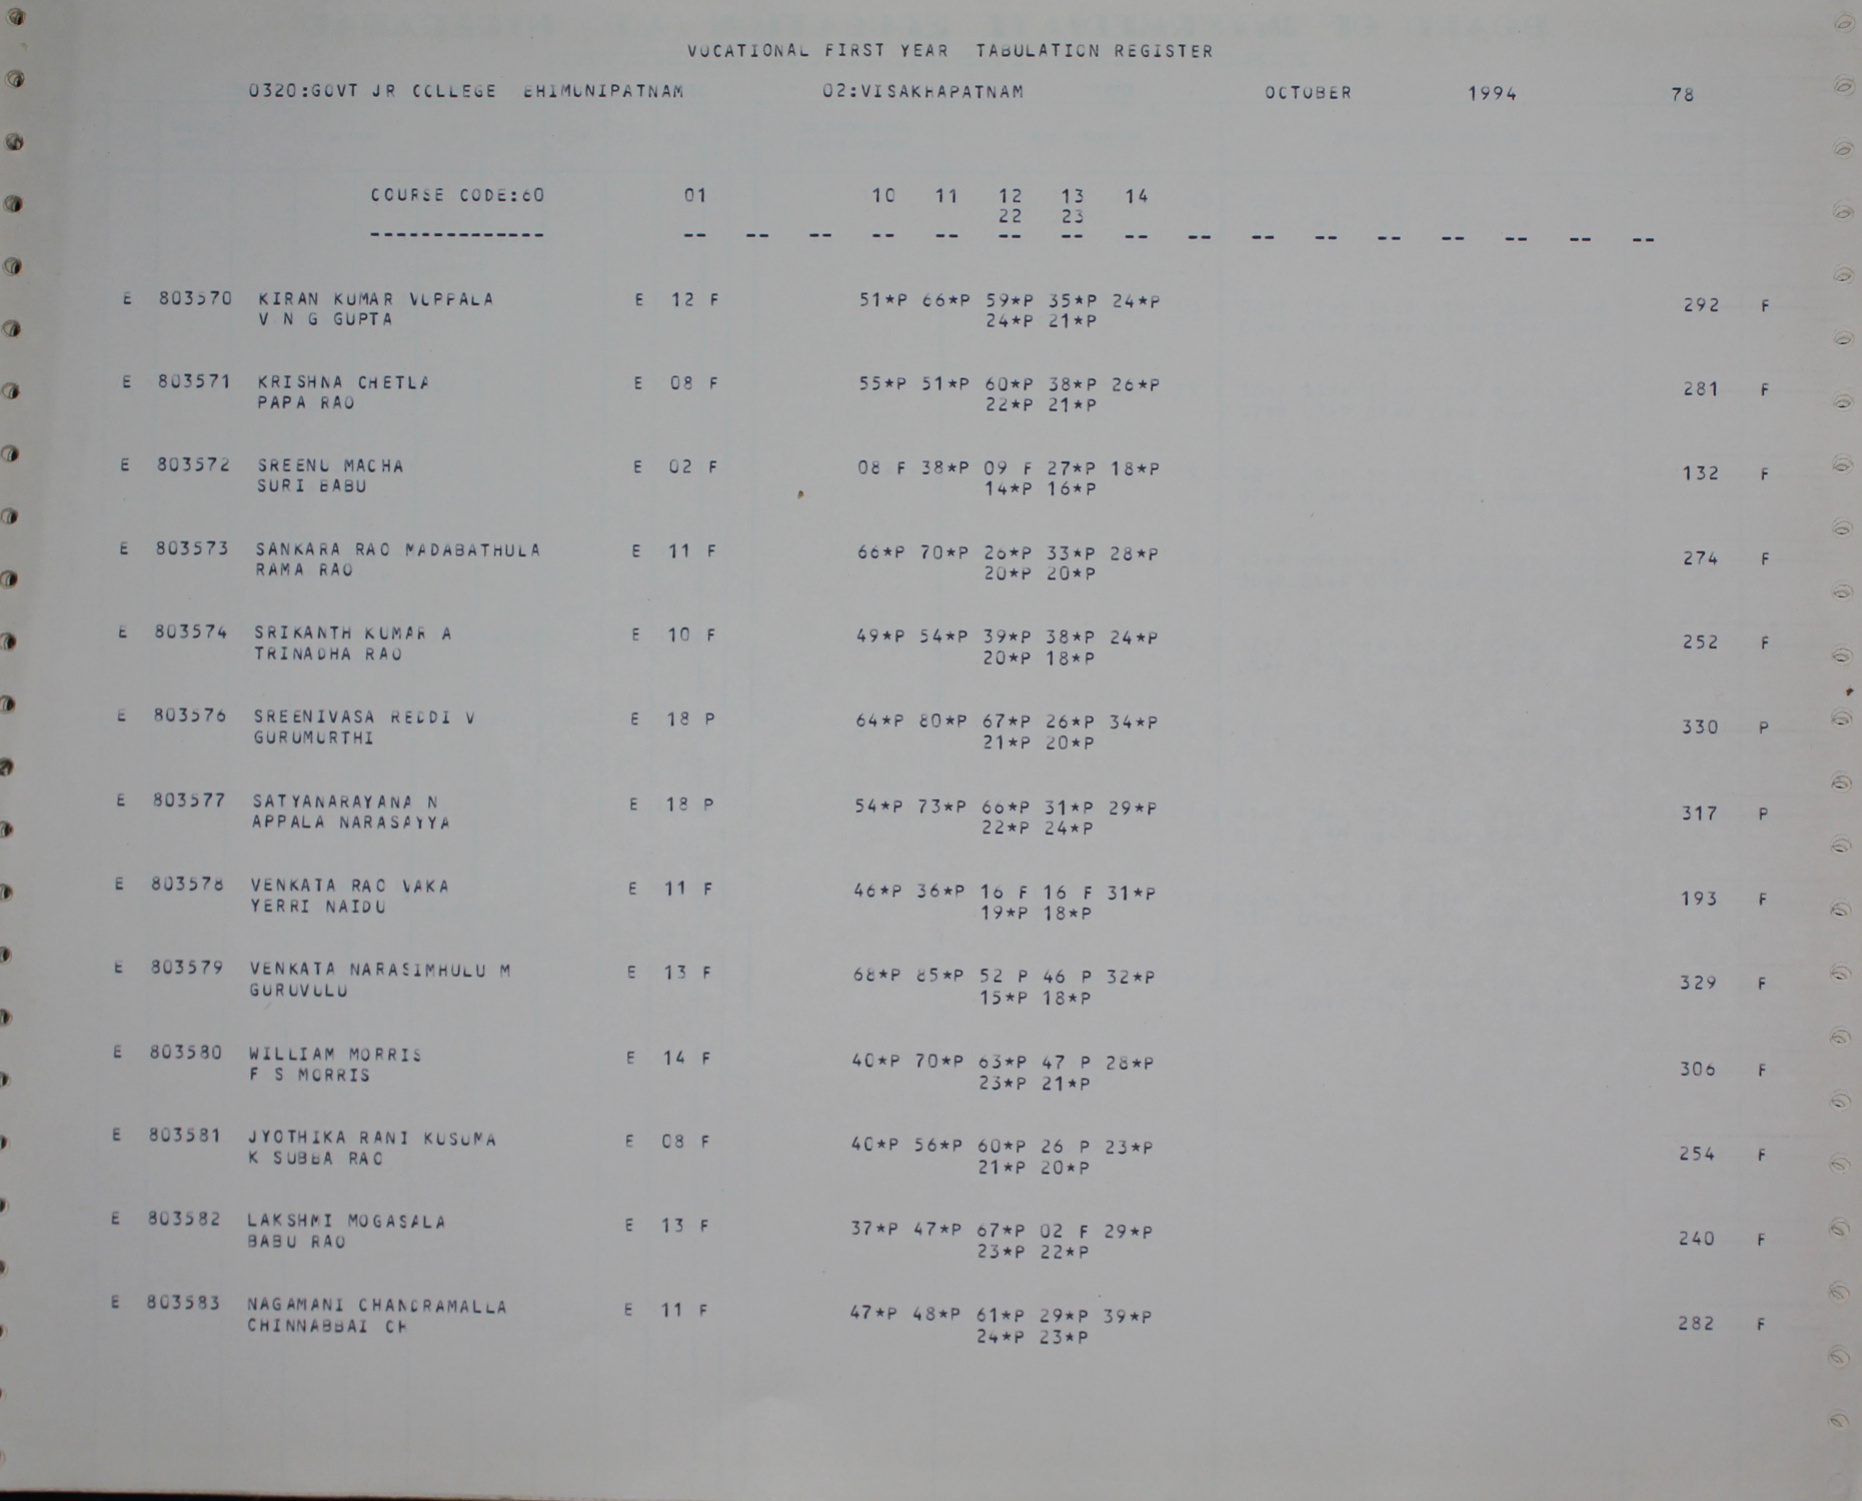 VOCATIONAL FIRST YEAR TABULATION REGISTER
0320:GOVT JR COLLEGE BHIMUNIPATNAM 02:VISAKHAPATNAM OCTOBER 1994 78
COURSE CODE:60 01 10 11 12 13 14
22 23
-------------- -- -- -- -- -- -- -- -- -- -- -- -- -- -- -- --
E 803570 KIRAN KUMAR VUPPALA E 12 F 51*P 66*P 59*P 35*P 24*P 292 F
V N G GUPTA 24*P 21*P
E 803571 KRISHNA CHETLA E 08 F 55*P 51*P 60*P 38*P 26*P 281 F
PAPA RAO 22*P 21*P
E 803572 SREENU MACHA E 02 F 08 F 38*P 09 F 27*P 18*P 132 F
SURI BABU 14*P 16*P
E 803573 SANKARA RAO MADABATHULA E 11 F 66*P 70*P 26*P 33*P 28*P 274 F
RAMA RAO 20*P 20*P
E 803574 SRIKANTH KUMAR A E 10 F 49*P 54*P 39*P 38*P 24*P 252 F
TRINADHA RAO 20*P 18*P
E 803576 SREENIVASA REDDI V E 18 P 64*P 80*P 67*P 26*P 34*P 330 P
GURUMURTHI 21*P 20*P
E 803577 SATYANARAYANA N E 18 P 54*P 73*P 66*P 31*P 29*P 317 P
APPALA NARASAYYA 22*P 24*P
E 803578 VENKATA RAO VAKA E 11 F 46*P 36*P 16 F 16 F 31*P 193 F
YERRI NAIDU 19*P 18*P
E 803579 VENKATA NARASIMHULU M E 13 F 68*P 85*P 52 P 46 P 32*P 329 F
GURUVULU 15*P 18*P
E 803580 WILLIAM MORRIS E 14 F 40*P 70*P 63*P 47 P 28*P 306 F
F S MORRIS 23*P 21*P
E 803581 JYOTHIKA RANI KUSUMA E 08 F 40*P 56*P 60*P 26 P 23*P 254 F
K SUBBA RAO 21*P 20*P
E 803582 LAKSHMI MOGASALA E 13 F 37*P 47*P 67*P 02 F 29*P 240 F
BABU RAO 23*P 22*P
E 803583 NAGAMANI CHANDRAMALLA E 11 F 47*P 48*P 61*P 29*P 39*P 282 F
CHINNABBAI CH 24*P 23*P